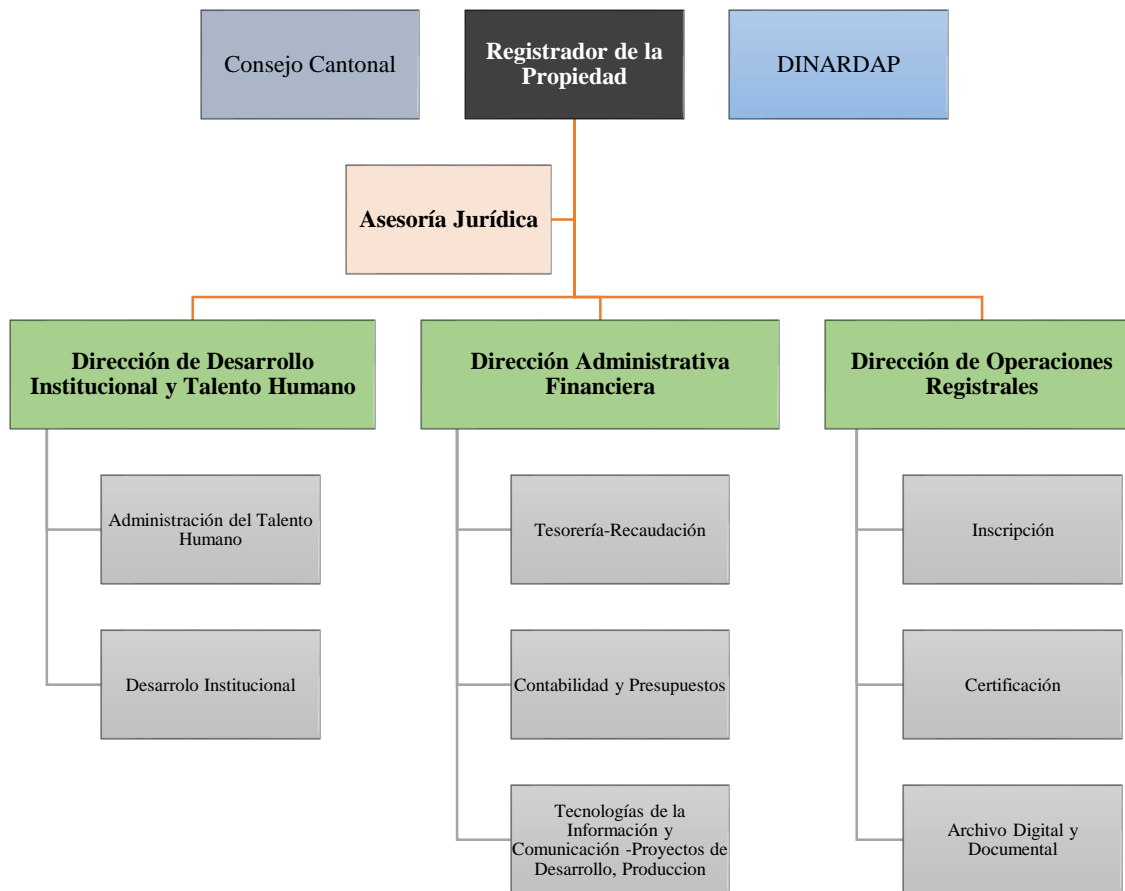 Consejo Cantonal
Registrador de la
Propiedad
DINARDAP
Asesoría Jurídica
Dirección de Desarrollo
Institucional y Talento Humano
Dirección Administrativa
Financiera
Dirección de Operaciones
Registrales
Administración del Talento
Humano
Tesorería-Recaudación
Inscripción
Desarrolo Institucional
Contabilidad y Presupuestos
Certificación
Tecnologías de la
Información y
Comunicación -Proyectos de
Desarrollo, Produccion
Archivo Digital y
Documental